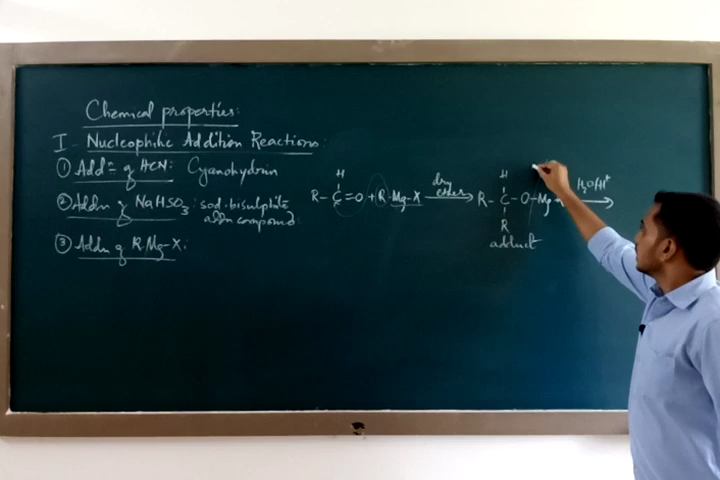 Chemical properties:
I - Nucleophilic Addition Reactions:
① Addn of HCN: Cyanohydrin
② Addn of NaHSO3: sod. bisulphite
addn compound
③ Addn of R-Mg-X:
H
R-C=O + R-Mg-X dry ether
H
R-C-O-Mg H2O/H+
R
adduct